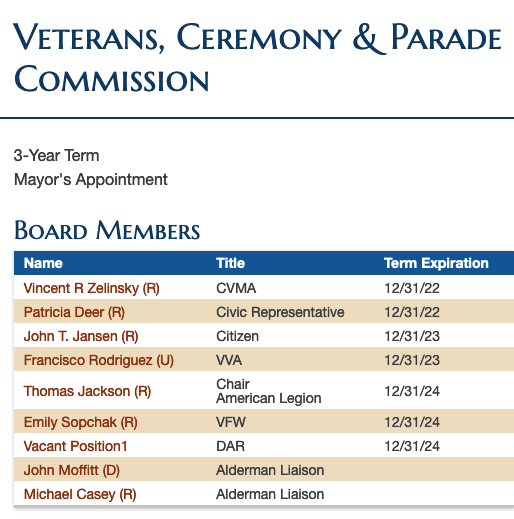 Veterans, Ceremony & Parade
Commission
3-Year Term
Mayor's Appointment
Board Members
Name Title Term Expiration
Vincent R Zelinsky (R) CVMA 12/31/22
Patricia Deer (R) Civic Representative 12/31/22
John T. Jansen (R) Citizen 12/31/23
Francisco Rodriguez (U) VVA 12/31/23
Thomas Jackson (R) Chair
American Legion 12/31/24
Emily Sopchak (R) VFW 12/31/24
Vacant Position1 DAR 12/31/24
John Moffitt (D) Alderman Liaison
Michael Casey (R) Alderman Liaison